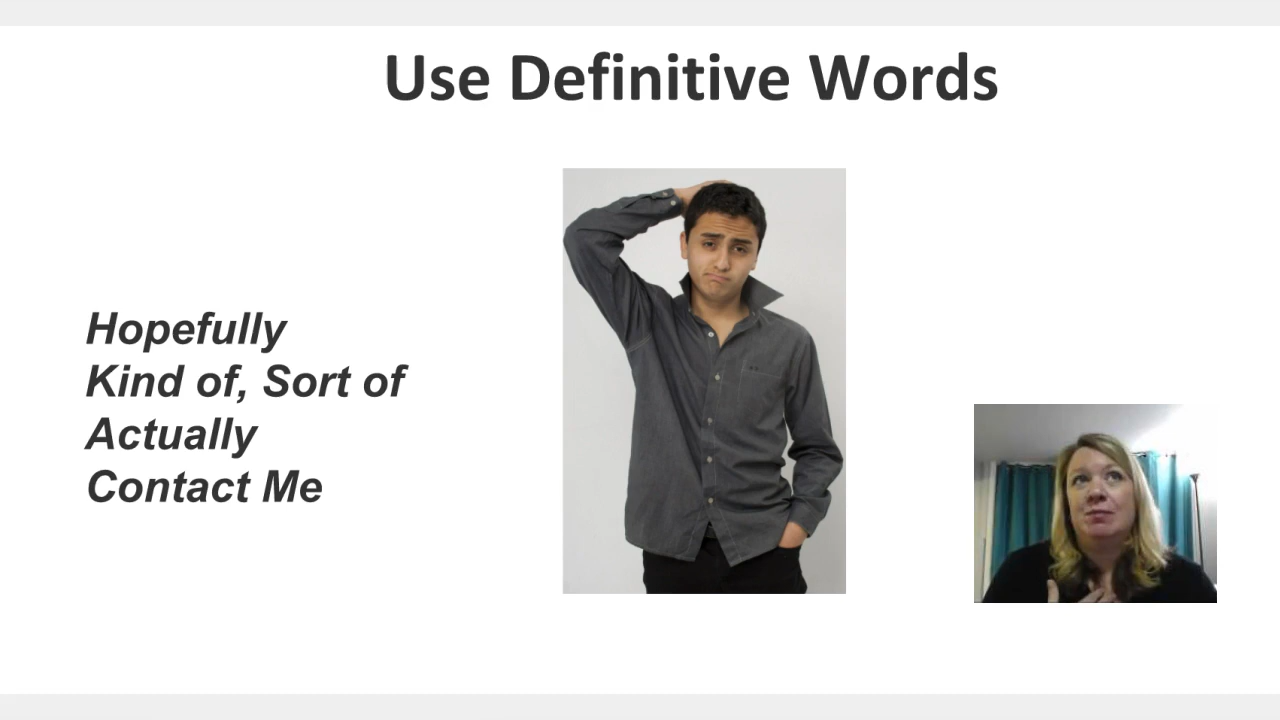 Use Definitive Words
Hopefully
Kind of, Sort of
Actually
Contact Me